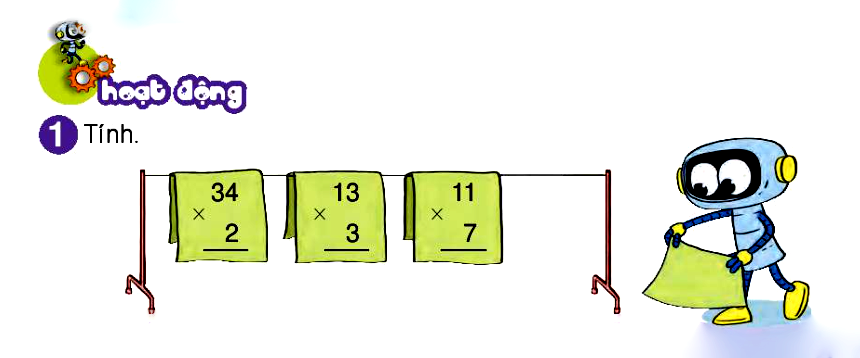 hoạt động
1 Tính.
34 13 11
× × ×
2 3 7